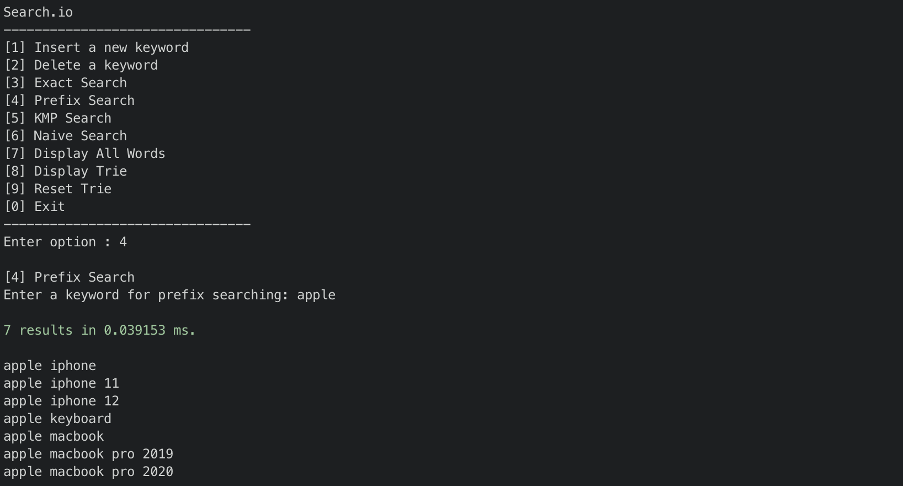 Search.io
--------------------------------
[1] Insert a new keyword
[2] Delete a keyword
[3] Exact Search
[4] Prefix Search
[5] KMP Search
[6] Naive Search
[7] Display All Words
[8] Display Trie
[9] Reset Trie
[0] Exit
--------------------------------
Enter option : 4
[4] Prefix Search
Enter a keyword for prefix searching: apple
7 results in 0.039153 ms.
apple iphone
apple iphone 11
apple iphone 12
apple keyboard
apple macbook
apple macbook pro 2019
apple macbook pro 2020